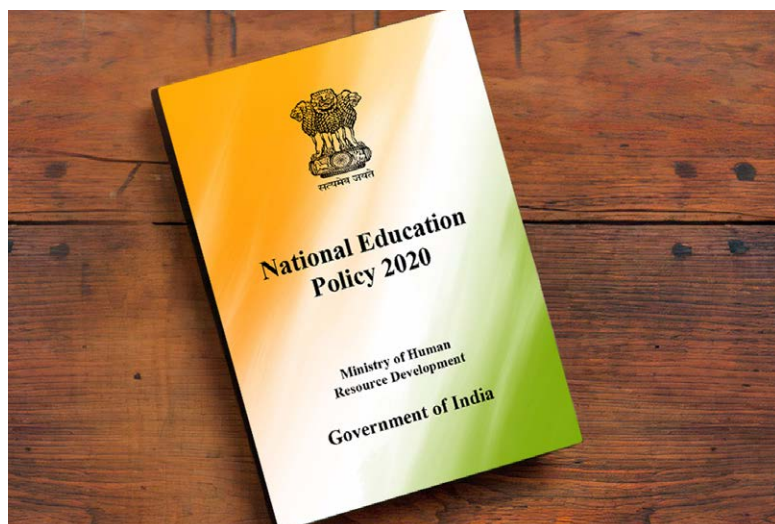 सत्यमेव जयते
National Education
Policy 2020
Ministry of Human
Resource Development
Government of India